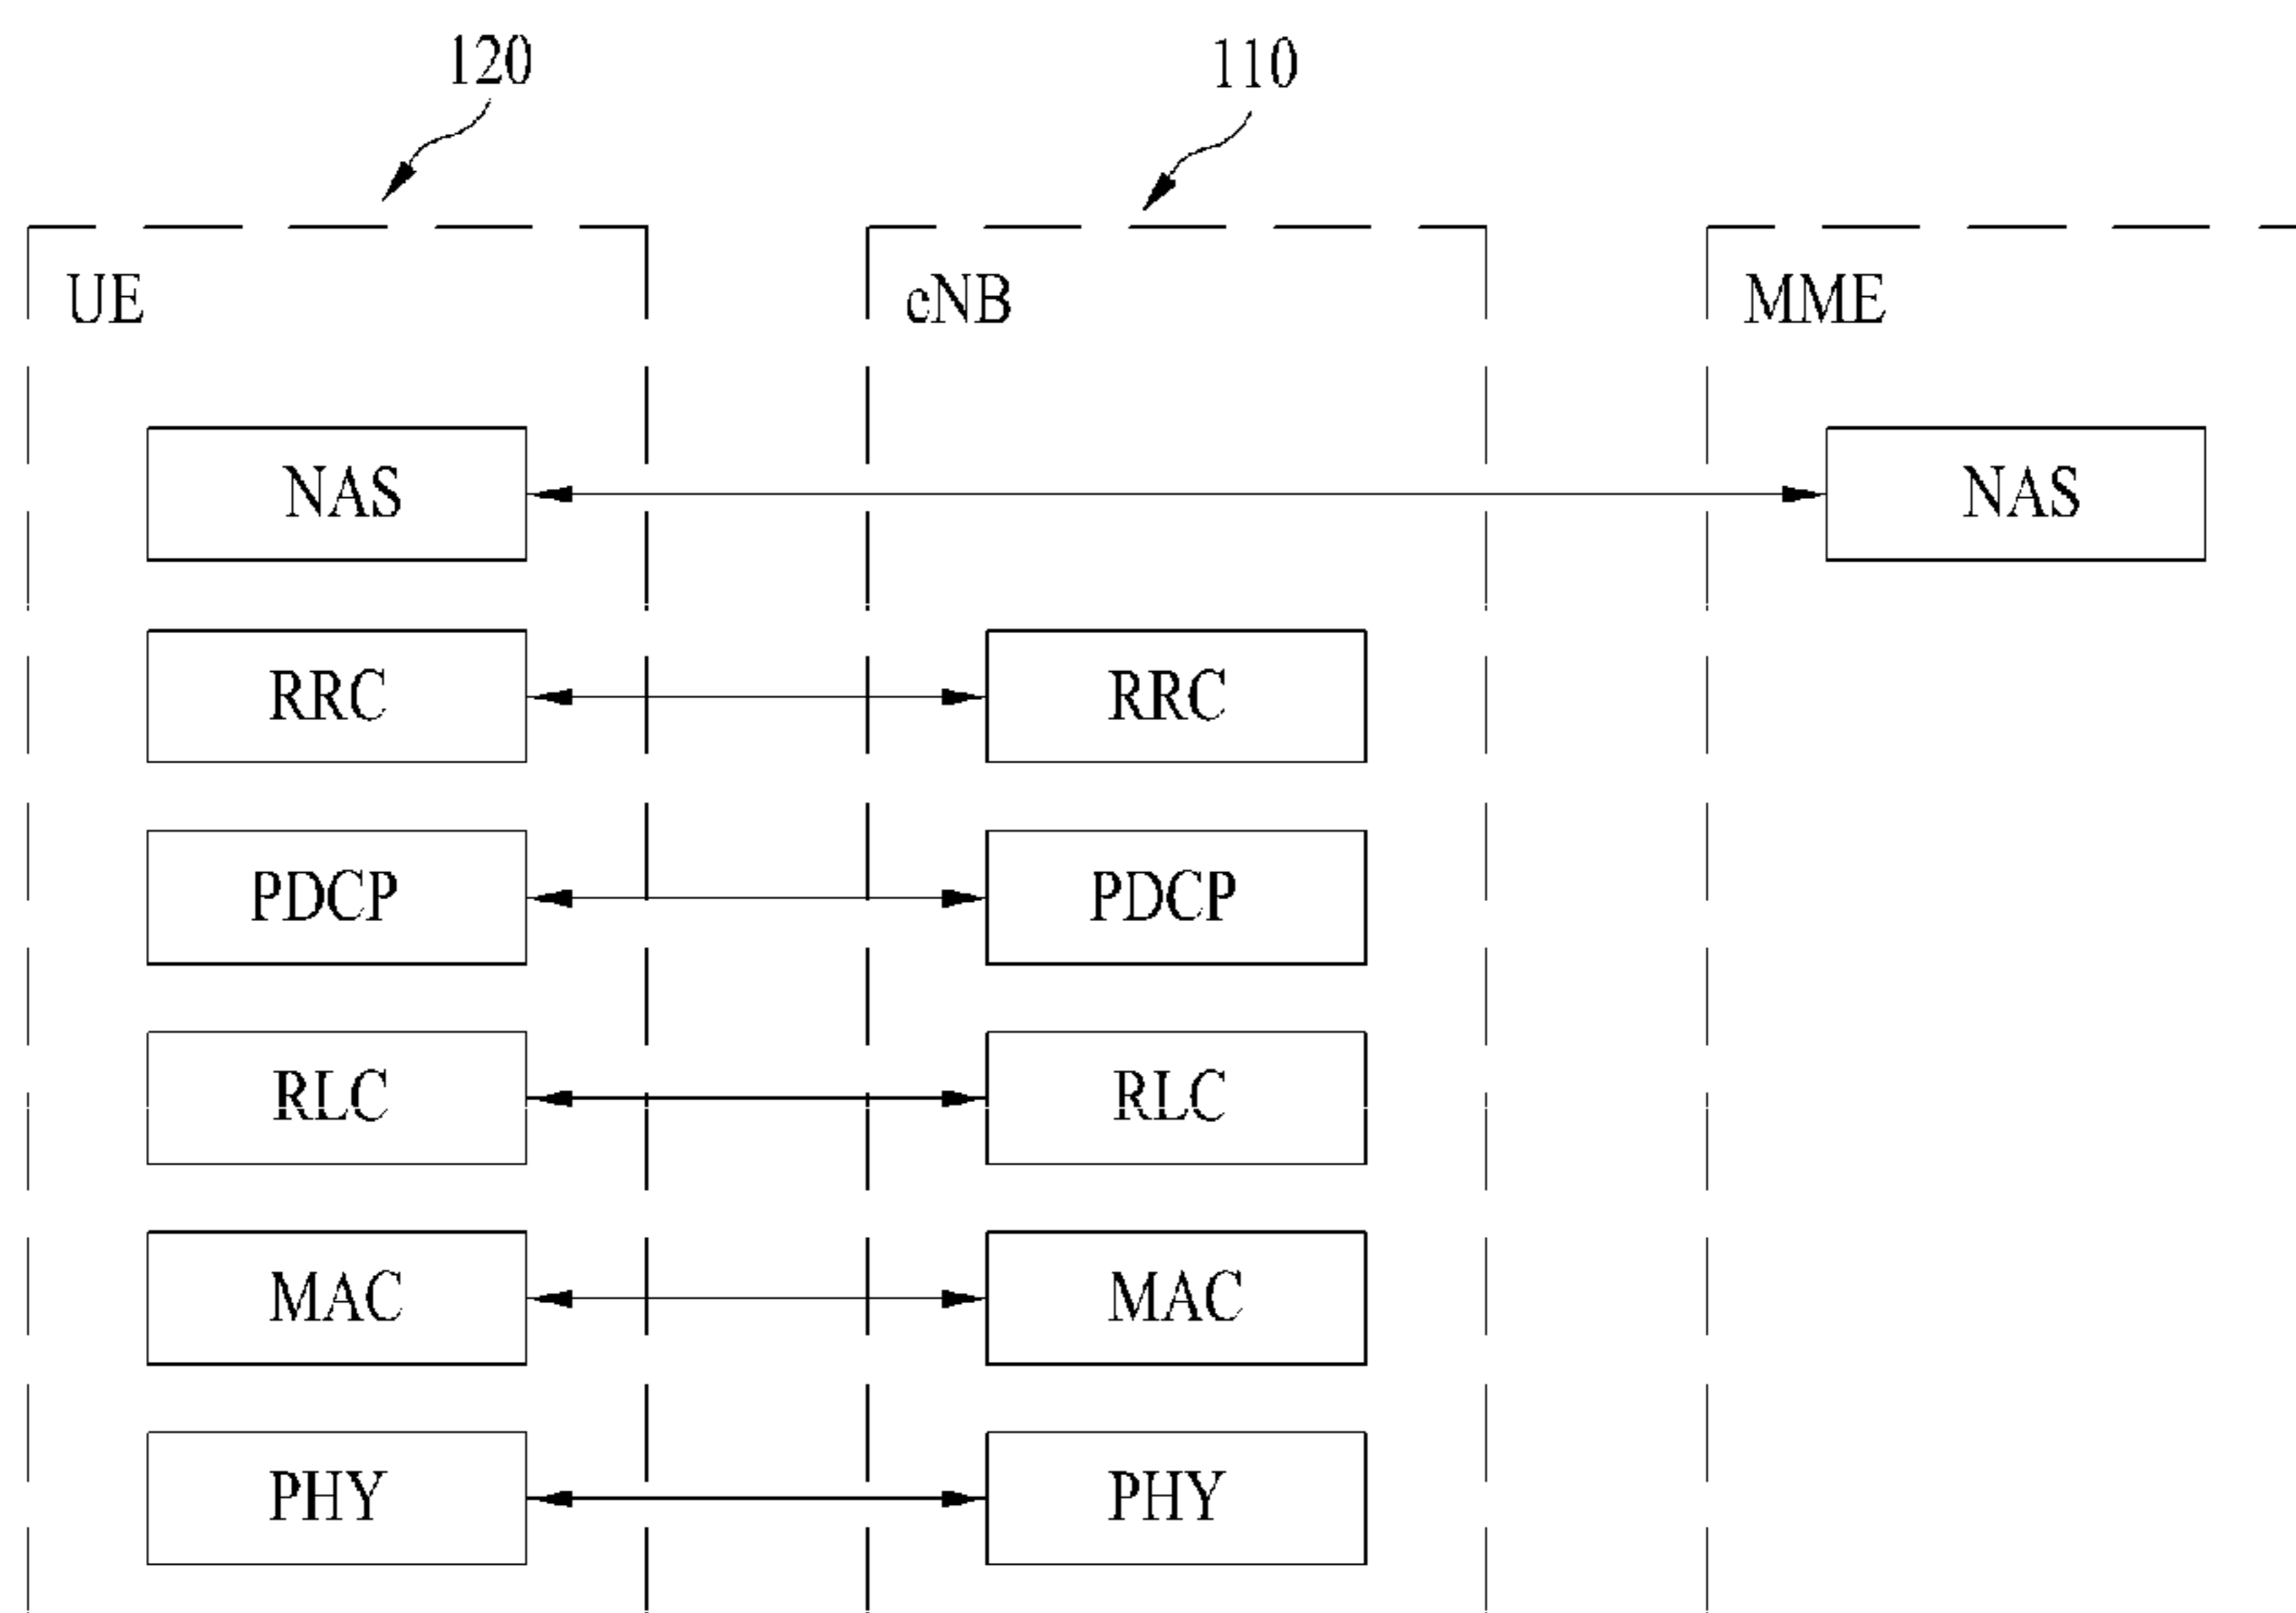 120 110
UE cNB MME
NAS NAS
RRC RRC
PDCP PDCP
RLC RLC
MAC MAC
PHY PHY